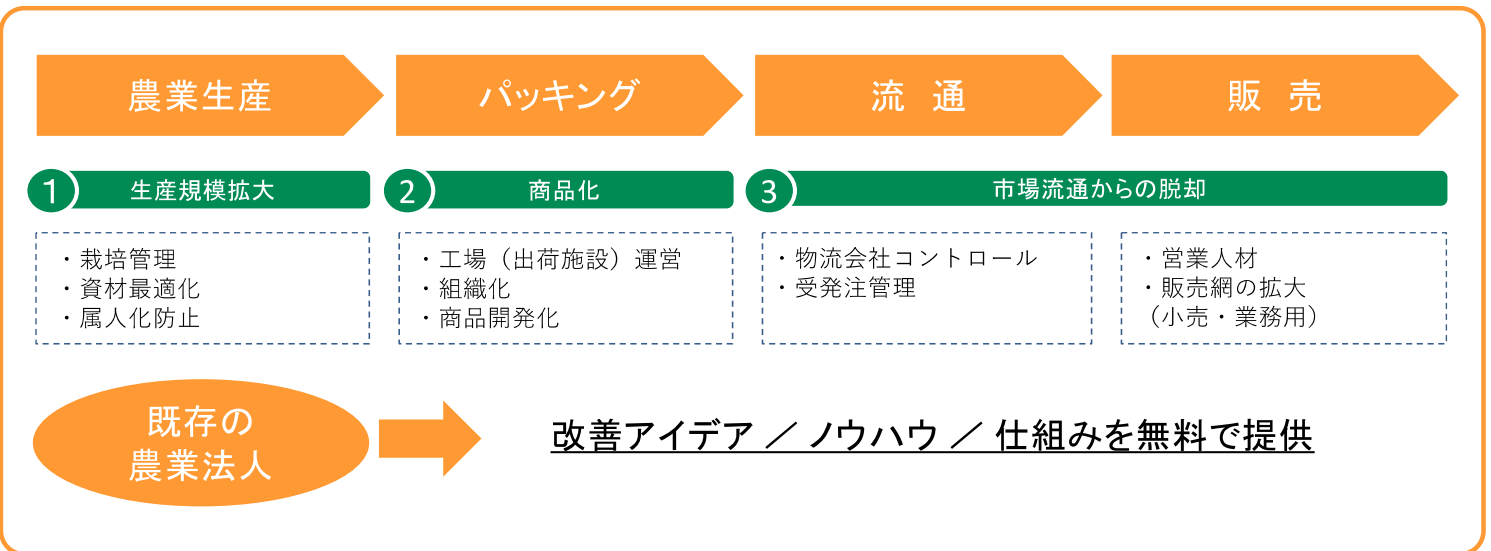 農業生産
パッキング
流 通
販 売
1 生産規模拡大
2 商品化
3 市場流通からの脱却
・栽培管理
・資材最適化
・属人化防止
・工場（出荷施設）運営
・組織化
・商品開発化
・物流会社コントロール
・受発注管理
・営業人材
・販売網の拡大
（小売・業務用）
既存の
農業法人
改善アイデア ／ ノウハウ ／ 仕組みを無料で提供